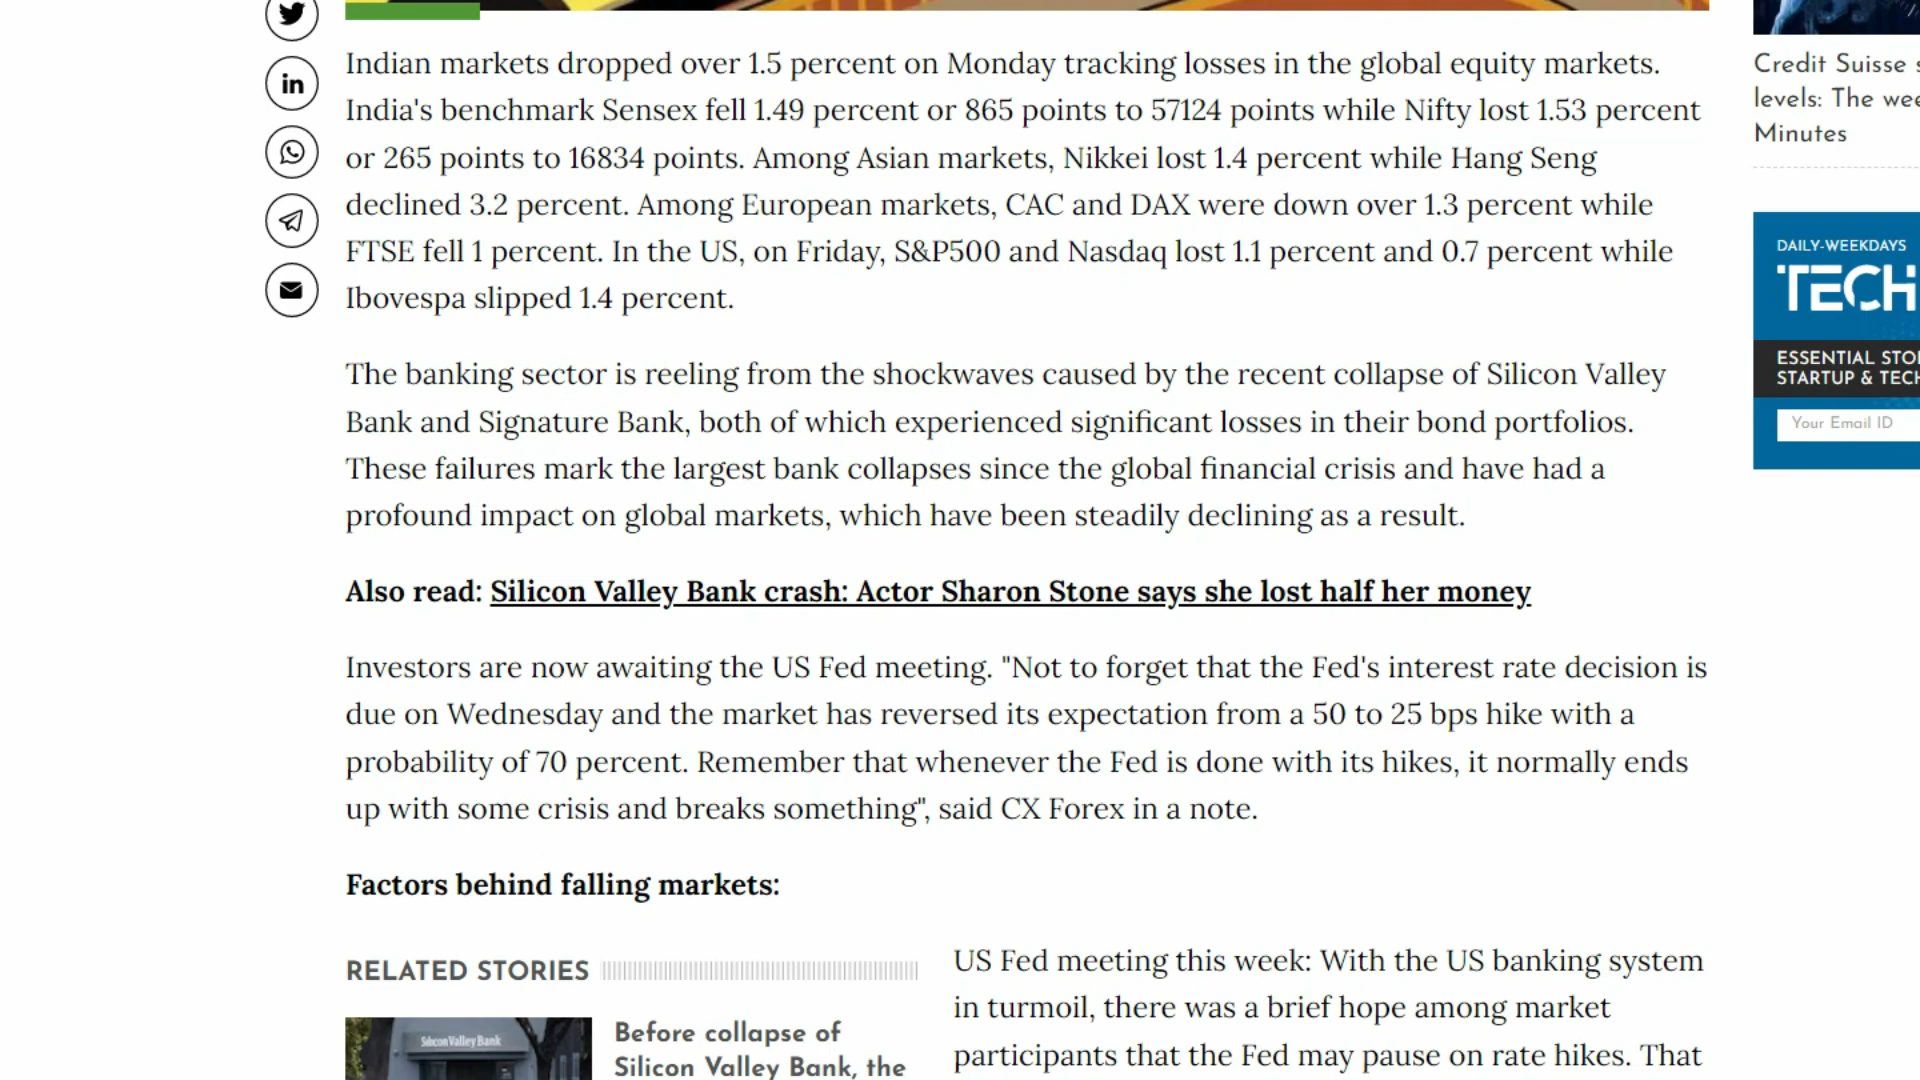 Indian markets dropped over 1.5 percent on Monday tracking losses in the global equity markets.
India's benchmark Sensex fell 1.49 percent or 865 points to 57124 points while Nifty lost 1.53 percent
or 265 points to 16834 points. Among Asian markets, Nikkei lost 1.4 percent while Hang Seng
declined 3.2 percent. Among European markets, CAC and DAX were down over 1.3 percent while
FTSE fell 1 percent. In the US, on Friday, S&P500 and Nasdaq lost 1.1 percent and 0.7 percent while
Ibovespa slipped 1.4 percent.
The banking sector is reeling from the shockwaves caused by the recent collapse of Silicon Valley
Bank and Signature Bank, both of which experienced significant losses in their bond portfolios.
These failures mark the largest bank collapses since the global financial crisis and have had a
profound impact on global markets, which have been steadily declining as a result.
Also read: Silicon Valley Bank crash: Actor Sharon Stone says she lost half her money
Investors are now awaiting the US Fed meeting. "Not to forget that the Fed's interest rate decision is
due on Wednesday and the market has reversed its expectation from a 50 to 25 bps hike with a
probability of 70 percent. Remember that whenever the Fed is done with its hikes, it normally ends
up with some crisis and breaks something", said CX Forex in a note.
Factors behind falling markets:
RELATED STORIES
Silicon Valley Bank
Before collapse of
Silicon Valley Bank, the
US Fed meeting this week: With the US banking system
in turmoil, there was a brief hope among market
participants that the Fed may pause on rate hikes. That
Credit Suisse
levels: The
Minutes
DAILY-WEEKDAYS
TECH
ESSENTIAL
STARTUP &
Your Email ID